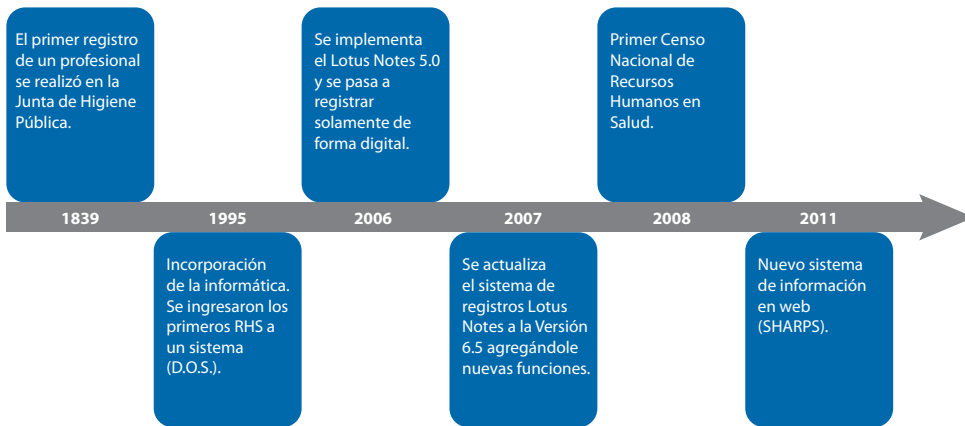 El primer registro
de un profesional
se realizó en la
Junta de Higiene
Pública.
Se implementa
el Lotus Notes 5.0
y se pasa a
registrar
solamente de
forma digital.
Primer Censo
Nacional de
Recursos
Humanos en
Salud.
1839 1995 2006 2007 2008 2011
Incorporación
de la informática.
Se ingresaron los
primeros RHS a
un sistema
(D.O.S.).
Se actualiza
el sistema de
registros Lotus
Notes a la Versión
6.5 agregándole
nuevas funciones.
Nuevo sistema
de información
en web
(SHARPS).